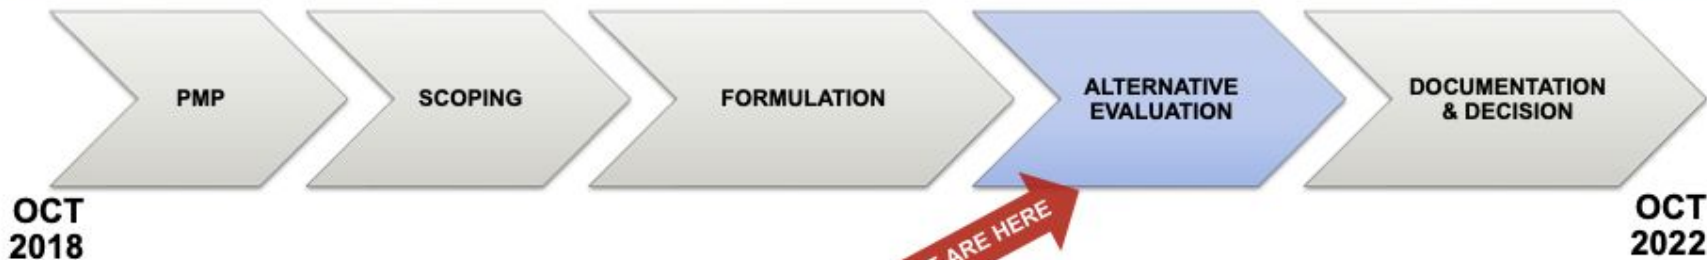 PMP
SCOPING
FORMULATION
ALTERNATIVE
EVALUATION
DOCUMENTATION
& DECISION
OCT
2018
ARE HERE
OCT
2022